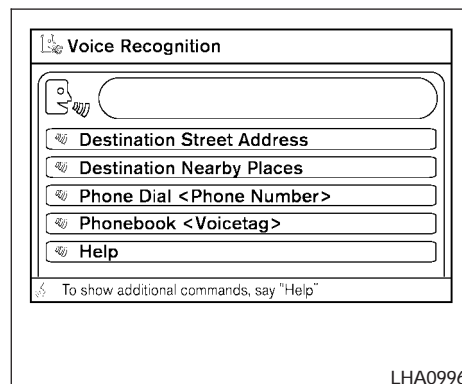 Voice Recognition
Destination Street Address
Destination Nearby Places
Phone Dial <Phone Number>
Phonebook <Voicetag>
Help
To show additional commands, say "Help"
LHA0996